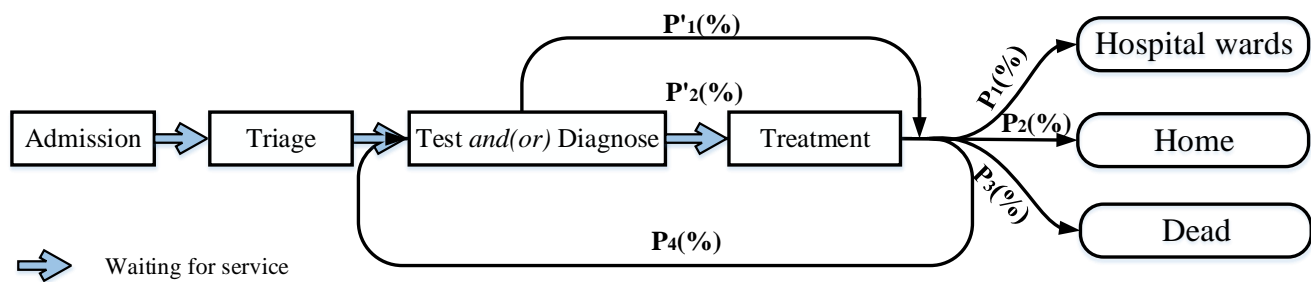 P'1(%)
Hospital wards
P1(%)
P'2(%)
Admission
Triage
Test and(or) Diagnose
Treatment
P2(%)
Home
P3(%)
P4(%)
Dead
Waiting for service